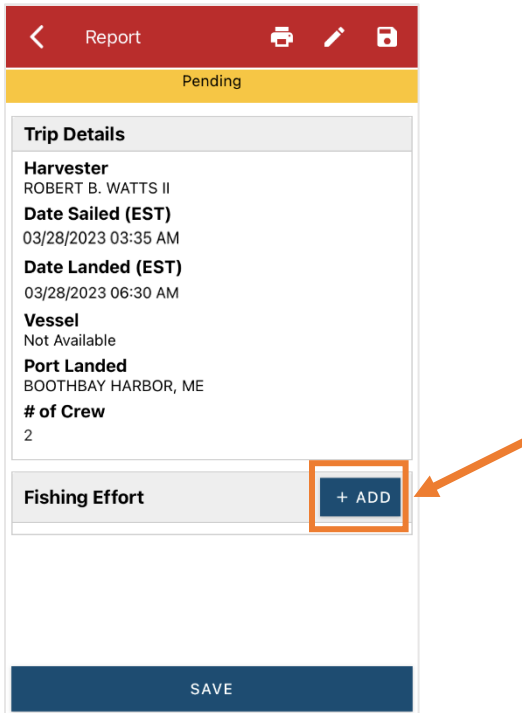 Report
Pending
Trip Details
Harvester
ROBERT B. WATTS II
Date Sailed (EST)
03/28/2023 03:35 AM
Date Landed (EST)
03/28/2023 06:30 AM
Vessel
Not Available
Port Landed
BOOTHBAY HARBOR, ME
# of Crew
2
Fishing Effort + ADD
SAVE